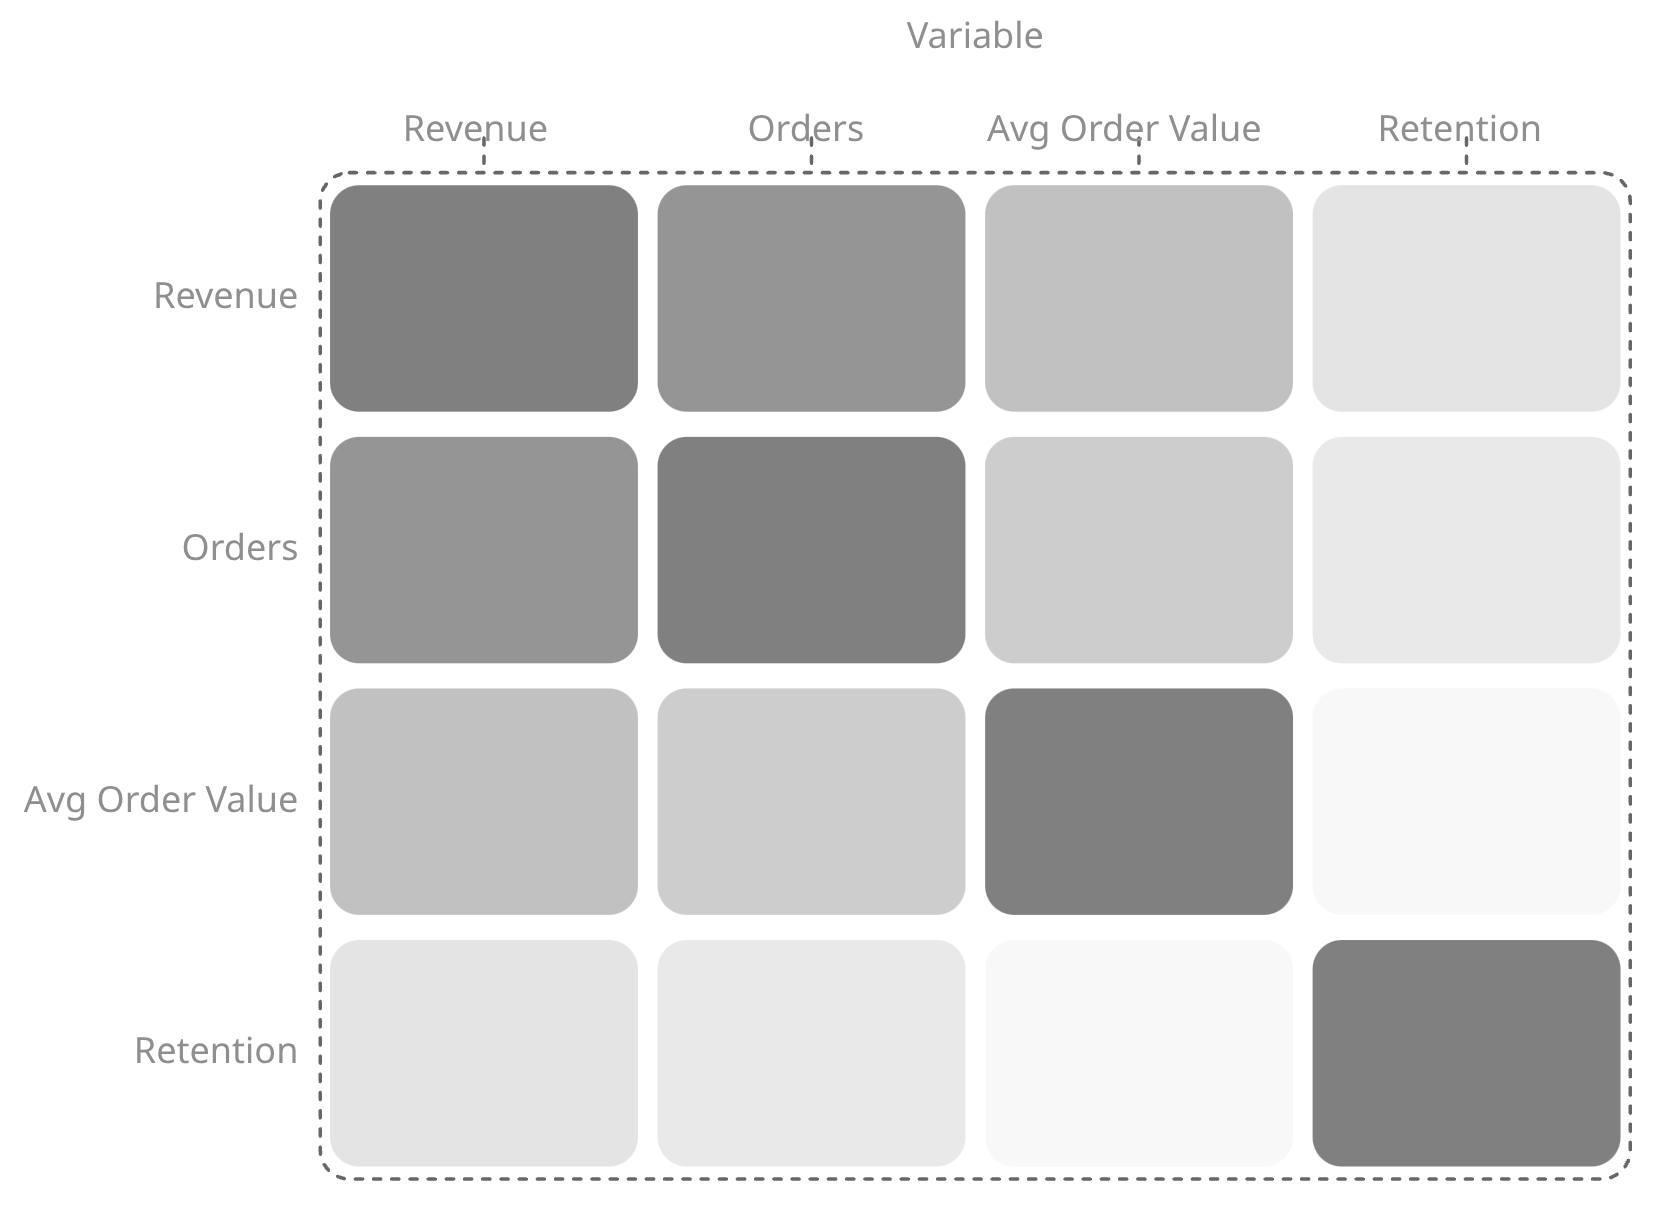 Variable
Revenue Orders Avg Order Value Retention
Revenue
Orders
Avg Order Value
Retention